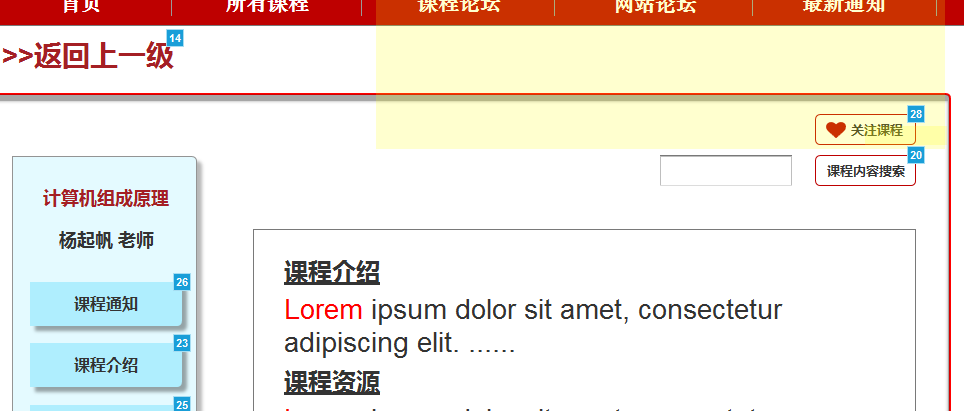 首页 所有课程 课程论坛 网站论坛 最新通知
>>返回上一级 14
关注课程 28
课程内容搜索 20
计算机组成原理
杨起帆 老师
课程通知 26
课程介绍 23
25
课程介绍
Lorem ipsum dolor sit amet, consectetur
adipiscing elit. ......
课程资源